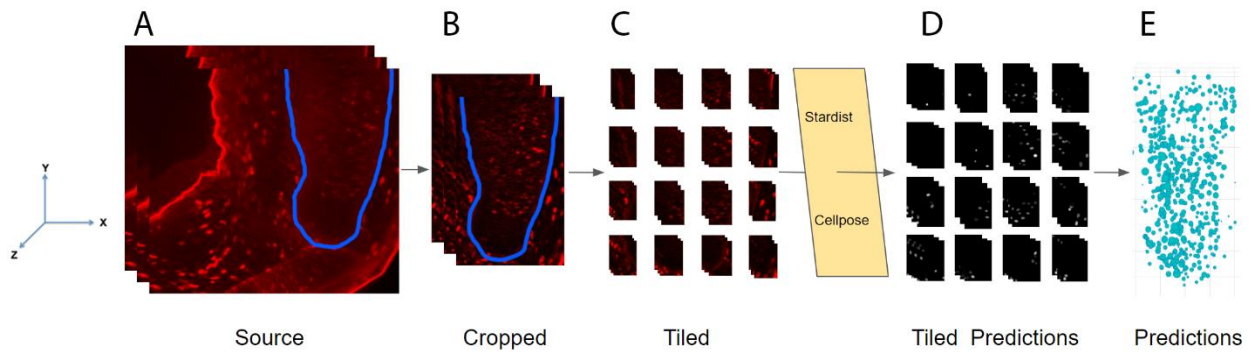 A
B
C
D
E
Y
X
Z
Stardist
Cellpose
Source
Cropped
Tiled
Tiled Predictions
Predictions